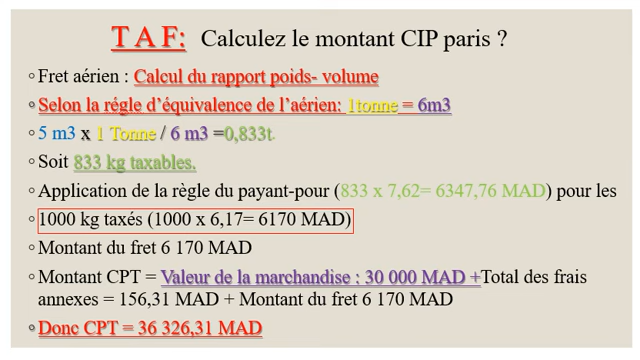 T A F: Calculez le montant CIP paris ?
◦ Fret aérien : Calcul du rapport poids- volume
◦ Selon la régle d’équivalence de l’aérien: 1tonne = 6m3
◦ 5 m3 x 1 Tonne / 6 m3 =0,833t.
◦ Soit 833 kg taxables.
◦ Application de la règle du payant-pour (833 x 7,62= 6347,76 MAD) pour les
◦ 1000 kg taxés (1000 x 6,17= 6170 MAD)
◦ Montant du fret 6 170 MAD
◦ Montant CPT = Valeur de la marchandise : 30 000 MAD +Total des frais
annexes = 156,31 MAD + Montant du fret 6 170 MAD
◦ Donc CPT = 36 326,31 MAD